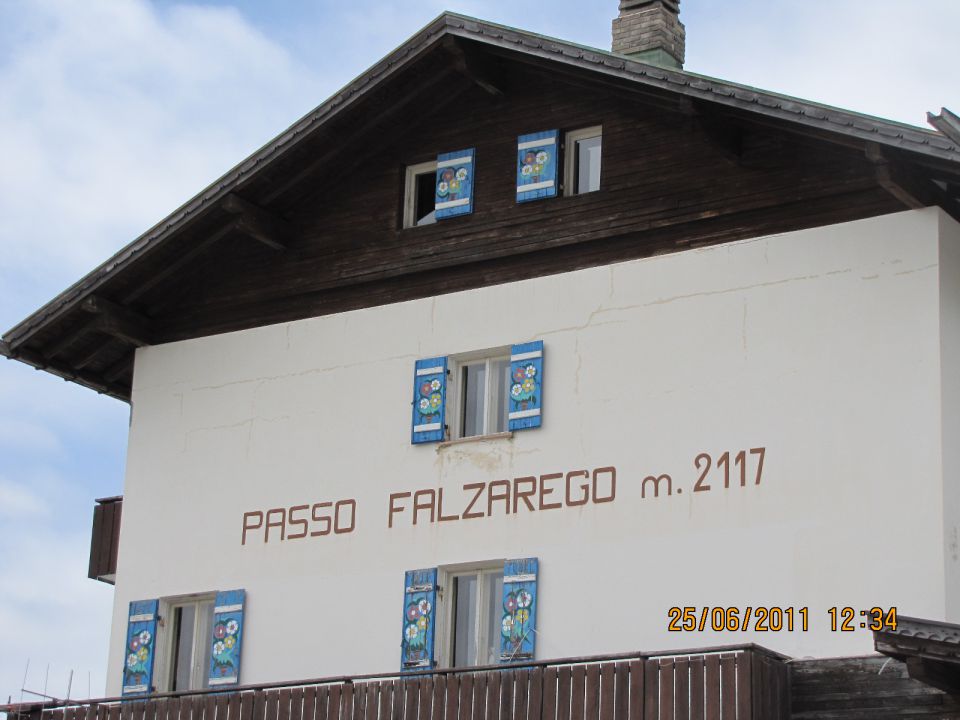 PASSO FALZAREGO m. 2117
25/06/2011 12:34